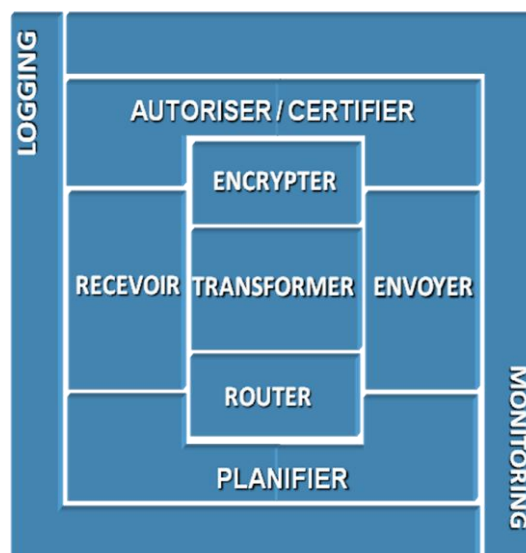 LOGGING
AUTORISER / CERTIFIER
ENCRYPTER
RECEVOIR
TRANSFORMER
ENVOYER
ROUTER
PLANIFIER
MONITORING